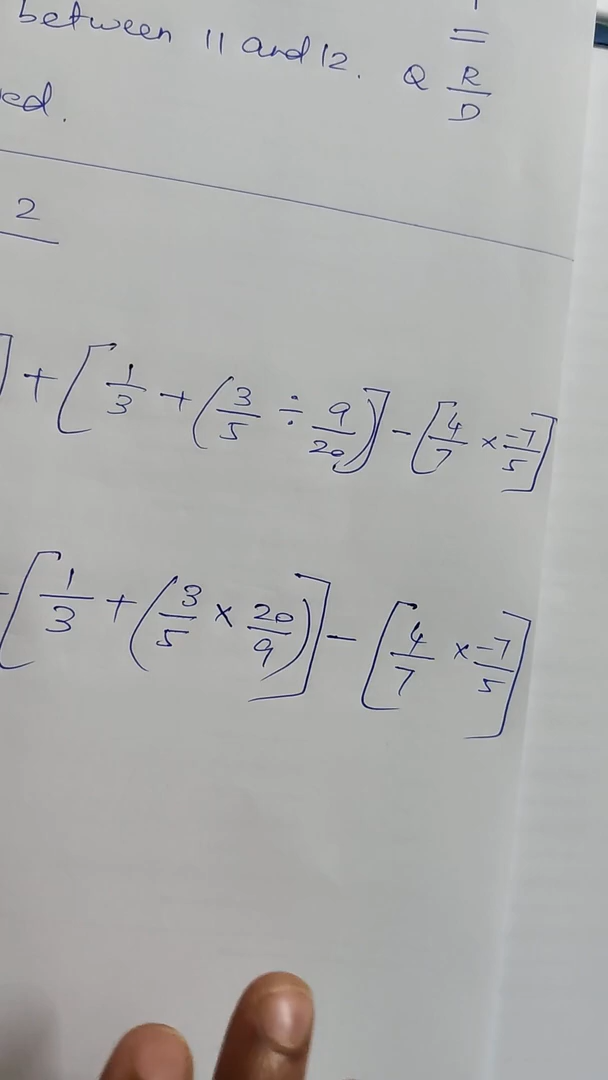 between 11 and 12. Q R/D
=
ed.
2
] + [1/3 + (3/5 ÷ 9/20)] - [4/7 × -7/5]
[1/3 + (3/5 × 20/9)] - [4/7 × -7/5]